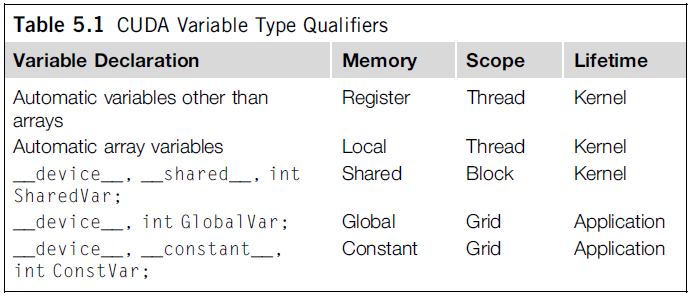 Table 5.1 CUDA Variable Type Qualifiers
Variable Declaration Memory Scope Lifetime
Automatic variables other than Register Thread Kernel
arrays
Automatic array variables Local Thread Kernel
__device__, __shared__, int Shared Block Kernel
SharedVar;
__device__, int GlobalVar; Global Grid Application
__device__, __constant__, Constant Grid Application
int ConstVar;